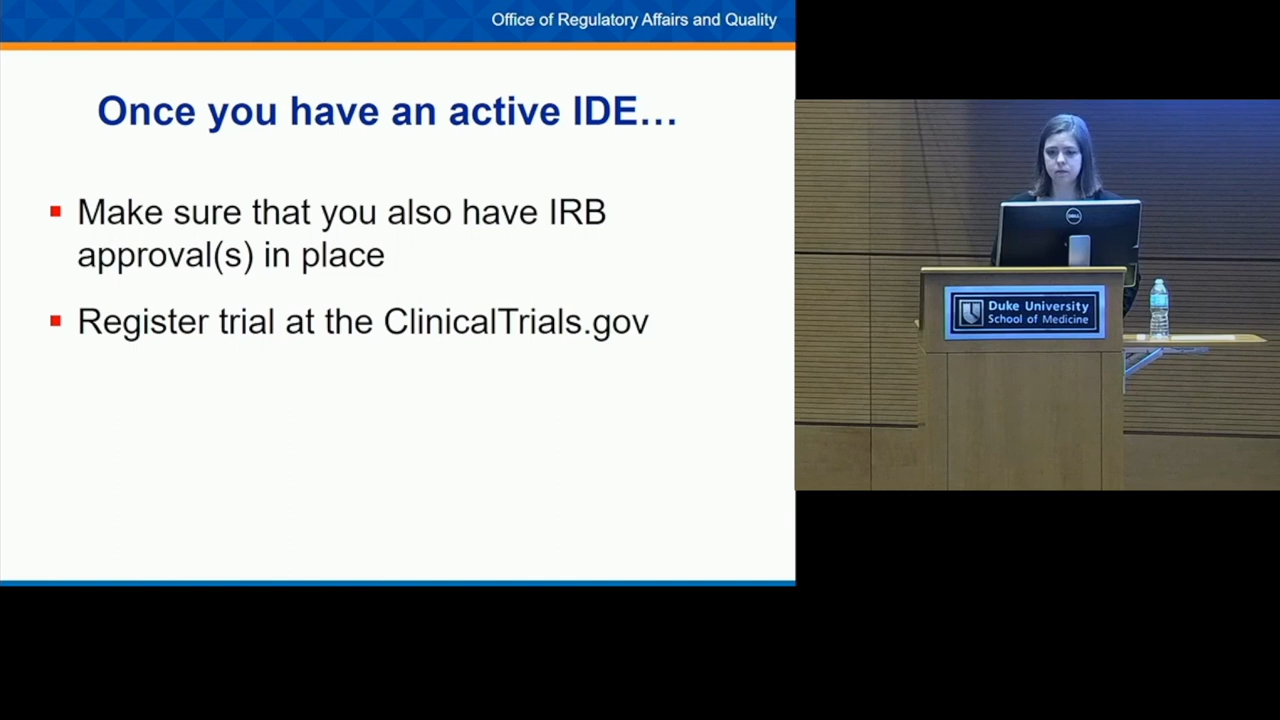 Office of Regulatory Affairs and Quality
Once you have an active IDE...
▪ Make sure that you also have IRB
approval(s) in place
▪ Register trial at the ClinicalTrials.gov
DELL
Duke University
School of Medicine